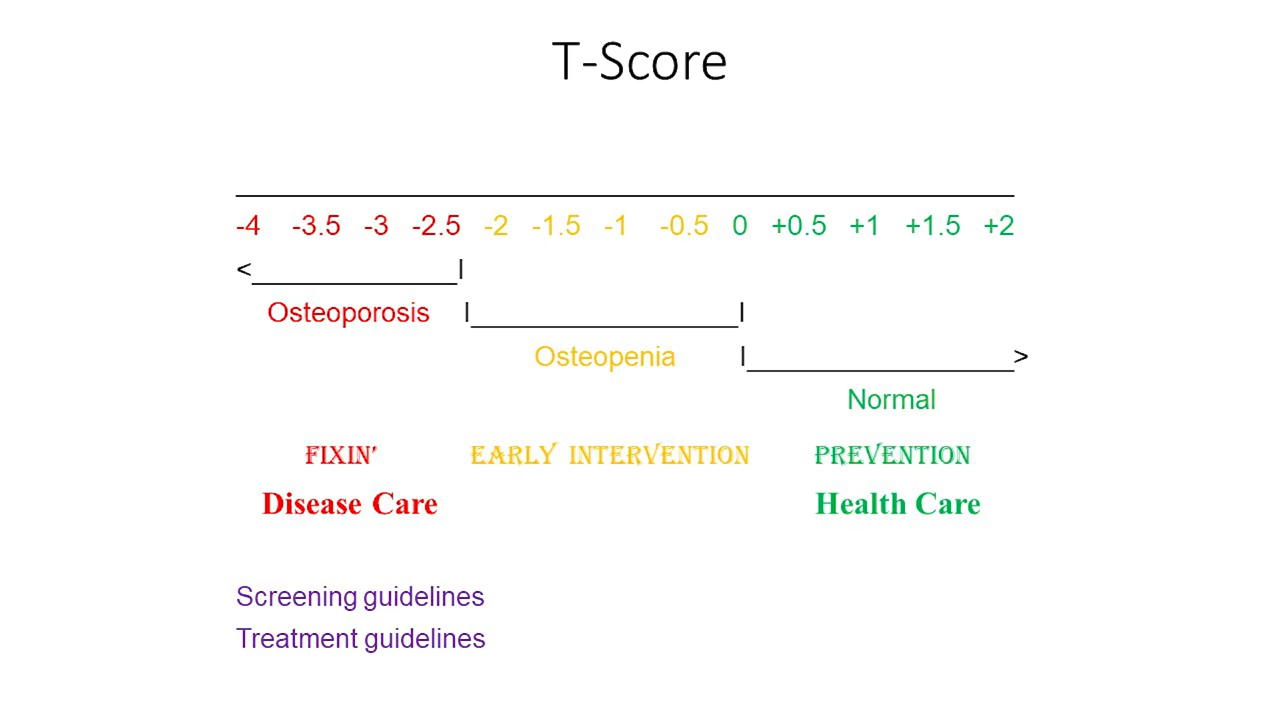 T-Score
-4 -3.5 -3 -2.5 -2 -1.5 -1 -0.5 0 +0.5 +1 +1.5 +2
Osteoporosis
Osteopenia
Normal
FIXIN' EARLY INTERVENTION PREVENTION
Disease Care Health Care
Screening guidelines
Treatment guidelines